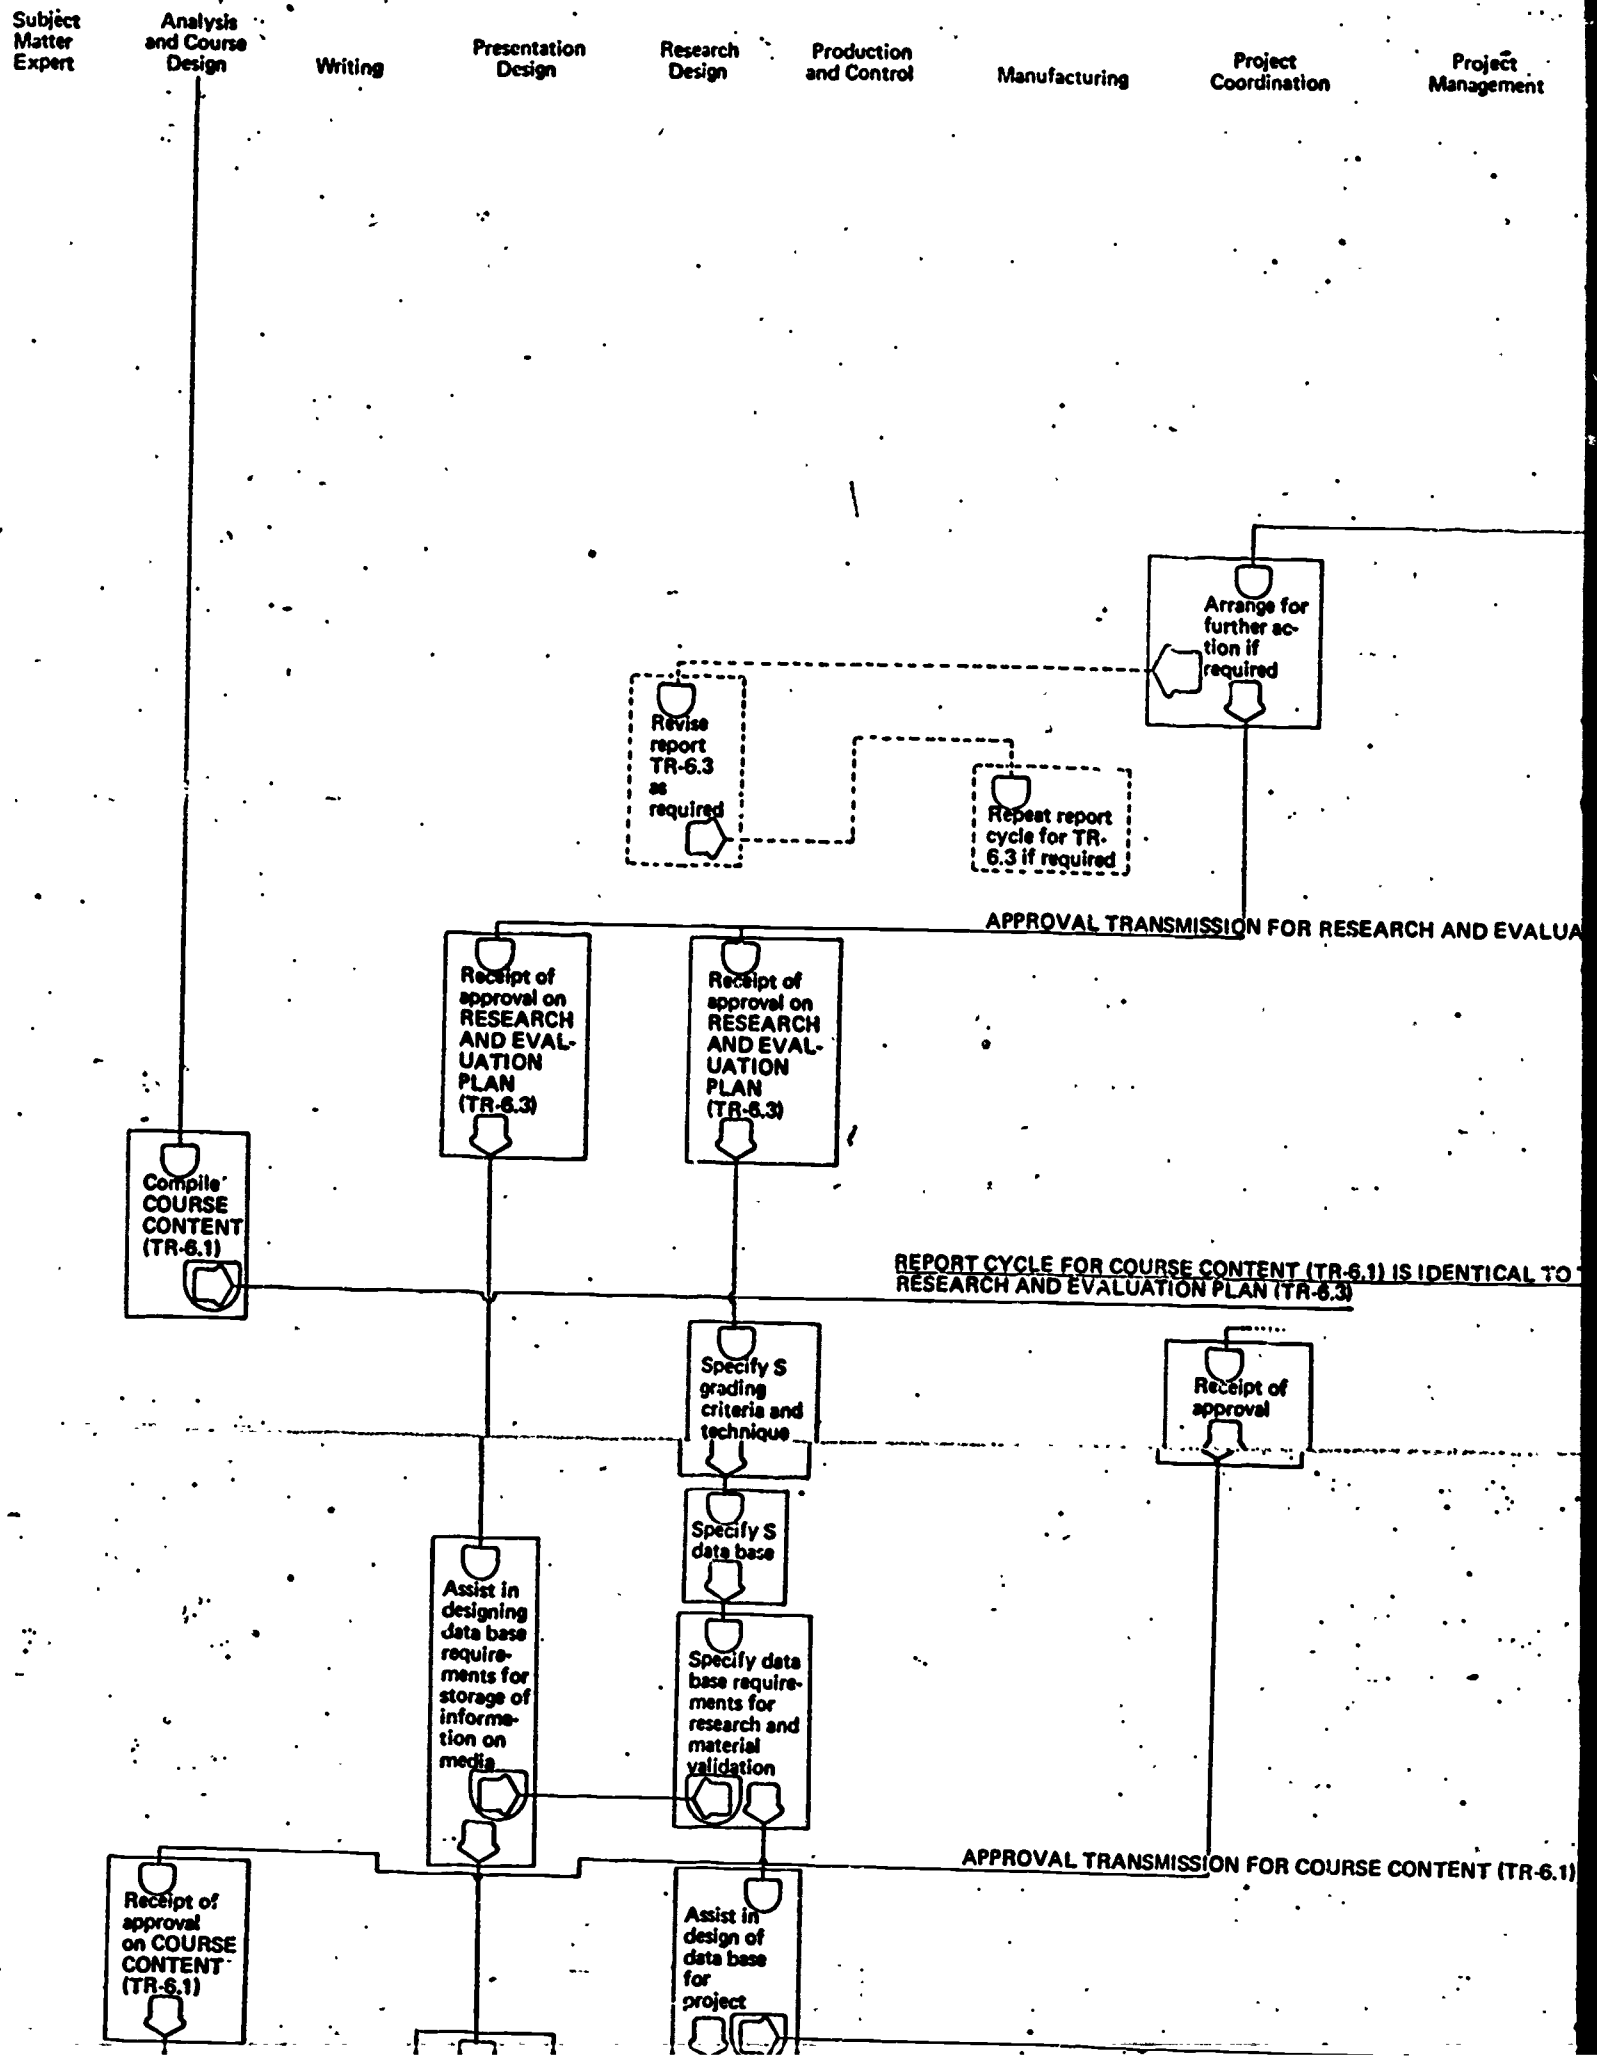 Subject
Matter
Expert
Analysis
and Course
Design
Writing
Presentation
Design
Research
Design
Production
and Control
Manufacturing
Project
Coordination
Project
Management
Arrange for
further ac-
tion if
required
Revise
report
TR-6.3
as
required
Repeat report
cycle for TR-
6.3 if required
APPROVAL TRANSMISSION FOR RESEARCH AND EVALUA
Receipt of
approval on
RESEARCH
AND EVAL-
UATION
PLAN
(TR-6.3)
Receipt of
approval on
RESEARCH
AND EVAL-
UATION
PLAN
(TR-6.3)
Compile
COURSE
CONTENT
(TR-6.1)
REPORT CYCLE FOR COURSE CONTENT (TR-6.1) IS IDENTICAL TO
RESEARCH AND EVALUATION PLAN (TR-6.3)
Specify S
grading
criteria and
technique
Receipt of
approval
Specify S
data base
Assist in
designing
data base
require-
ments for
storage of
informa-
tion on
media
Specify data
base require-
ments for
research and
material
validation
APPROVAL TRANSMISSION FOR COURSE CONTENT (TR-6.1)
Receipt of
approval
on COURSE
CONTENT
(TR-6.1)
Assist in
design of
data base
for
project